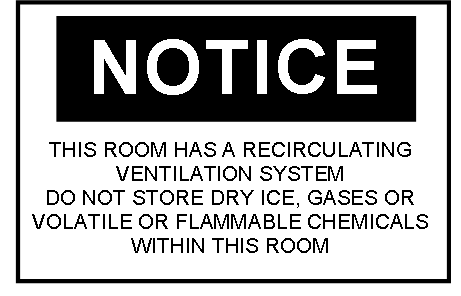 NOTICE
THIS ROOM HAS A RECIRCULATING
VENTILATION SYSTEM
DO NOT STORE DRY ICE, GASES OR
VOLATILE OR FLAMMABLE CHEMICALS
WITHIN THIS ROOM